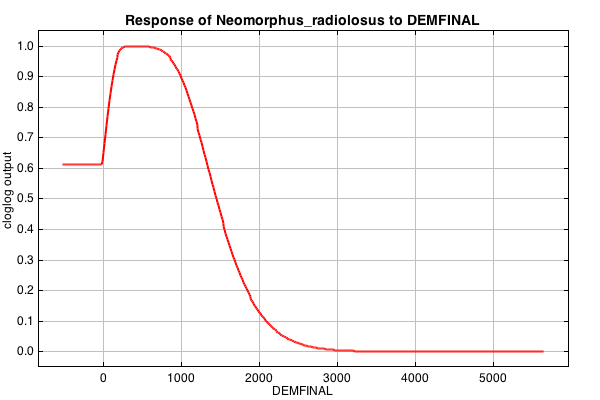 Response of Neomorphus_radiolosus to DEMFINAL
cloglog output
1.0
0.9
0.8
0.7
0.6
0.5
0.4
0.3
0.2
0.1
0.0
0 1000 2000 3000 4000 5000
DEMFINAL